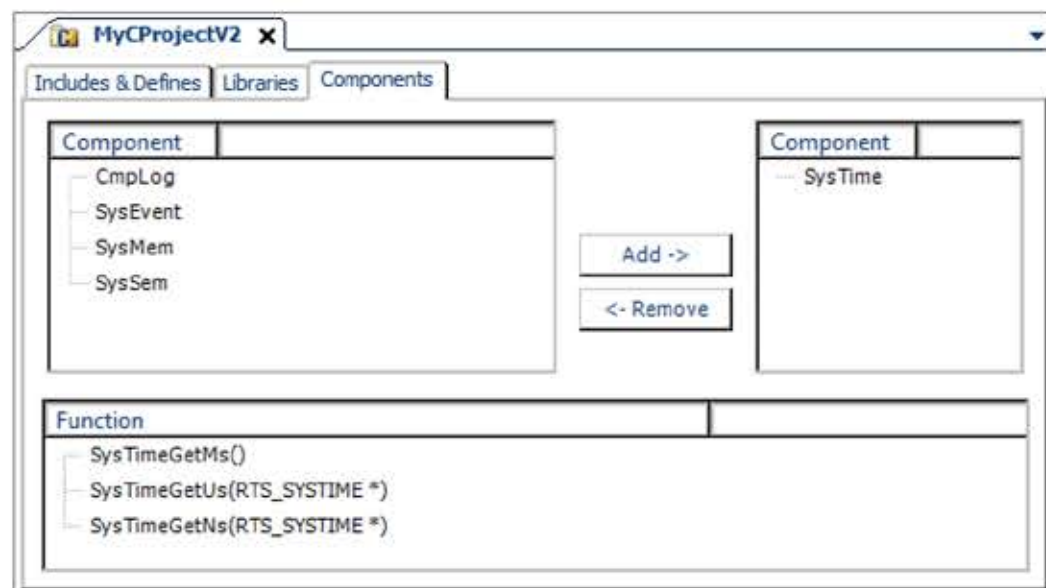 MyCProjectV2
Includes & Defines Libraries Components
Component
CmpLog
SysEvent
SysMem
SysSem
Add ->
<- Remove
Component
SysTime
Function
SysTimeGetMs()
SysTimeGetUs(RTS_SYSTIME *)
SysTimeGetNs(RTS_SYSTIME *)